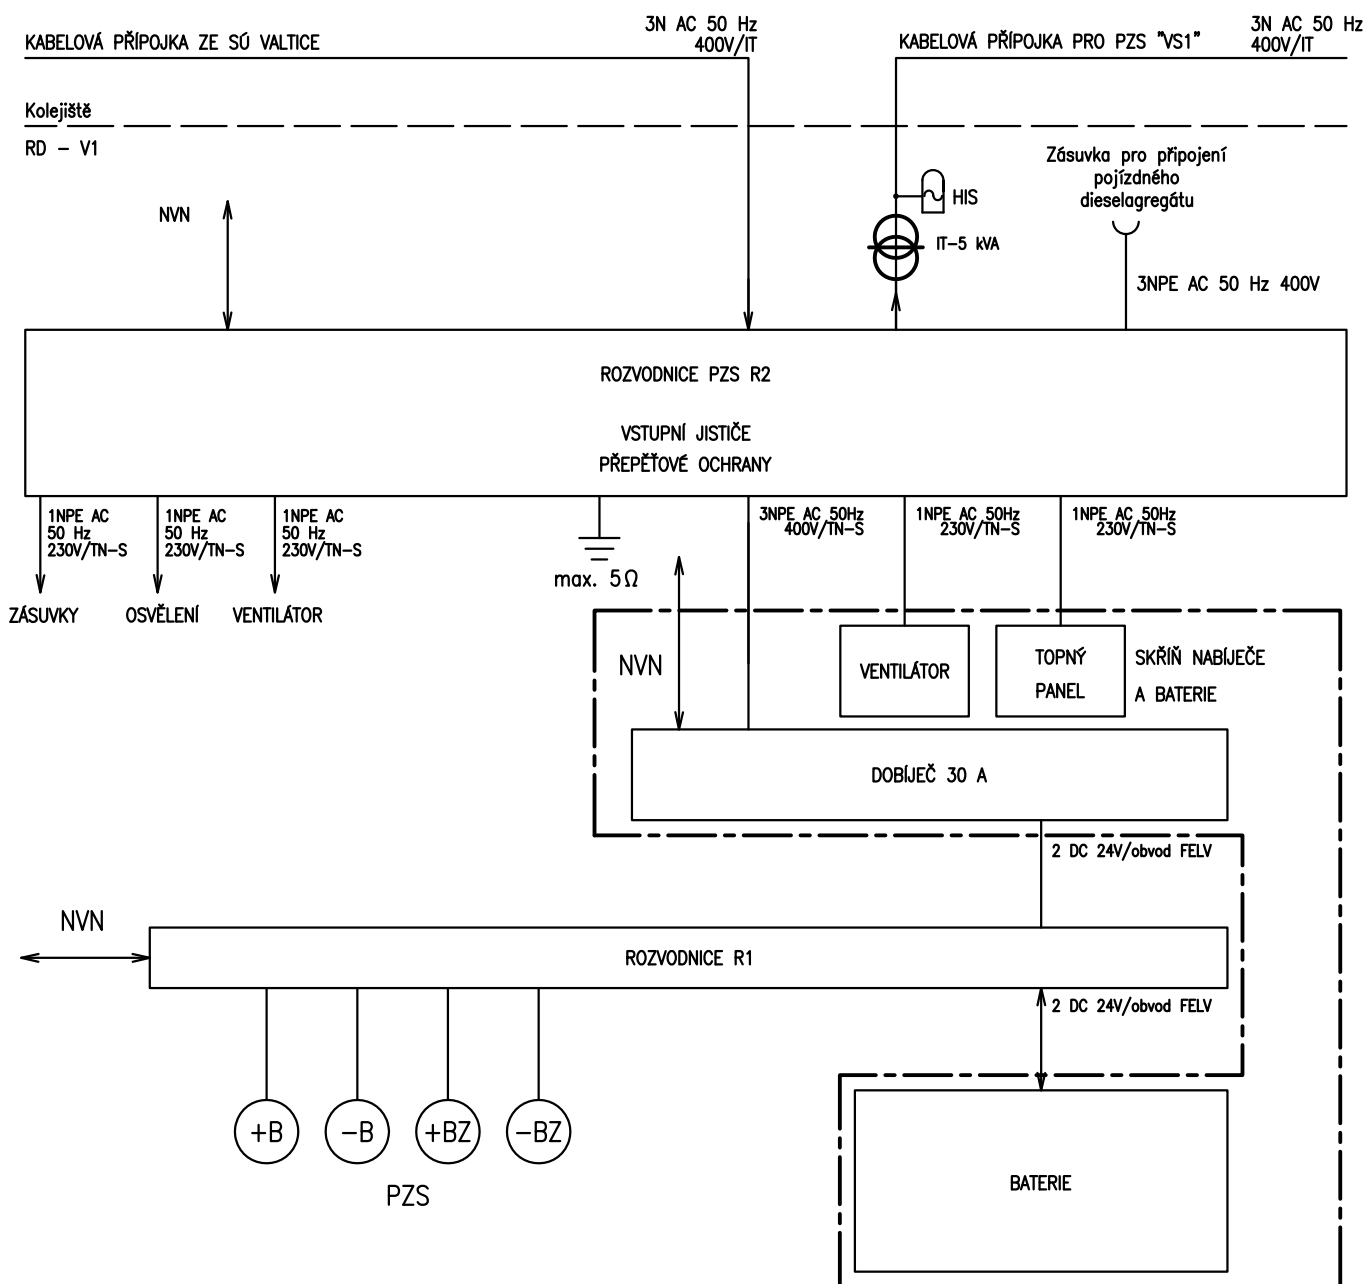 KABELOVÁ PŘÍPOJKA ZE SÚ VALTICE
3N AC 50 Hz
400V/IT
KABELOVÁ PŘÍPOJKA PRO PZS "VS1"
3N AC 50 Hz
400V/IT
Kolejiště
RD – V1
NVN
HIS
IT–5 kVA
Zásuvka pro připojení
pojízdného
dieselagregátu
3NPE AC 50 Hz 400V
ROZVODNICE PZS R2
VSTUPNÍ JISTIČE
PŘEPĚŤOVÉ OCHRANY
1NPE AC
50 Hz
230V/TN–S
1NPE AC
50 Hz
230V/TN–S
1NPE AC
50 Hz
230V/TN–S
3NPE AC 50Hz
400V/TN–S
1NPE AC 50Hz
230V/TN–S
1NPE AC 50Hz
230V/TN–S
max. 5Ω
ZÁSUVKY
OSVĚLENÍ
VENTILÁTOR
NVN
VENTILÁTOR
TOPNÝ
PANEL
SKŘÍŇ NABÍJEČE
A BATERIE
DOBÍJEČ 30 A
2 DC 24V/obvod FELV
NVN
ROZVODNICE R1
2 DC 24V/obvod FELV
+B
–B
+BZ
–BZ
PZS
BATERIE